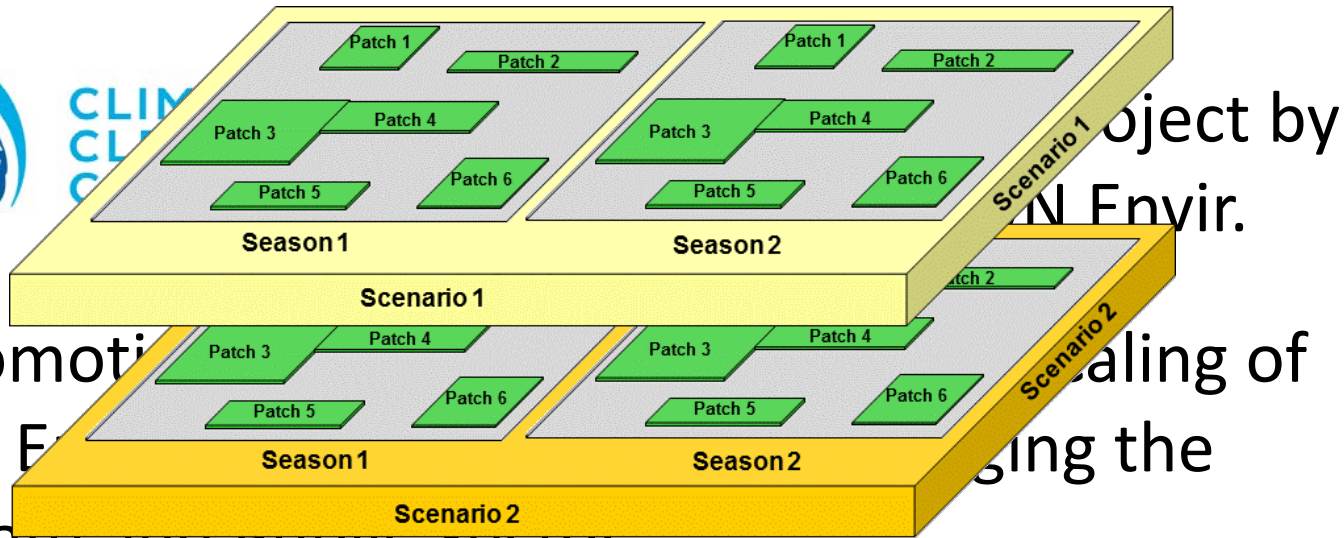 Patch 1
Patch 2
Patch 3
Patch 4
Patch 5
Patch 6
Season 1
Patch 1
Patch 2
Patch 3
Patch 4
Patch 5
Patch 6
Season 2
Scenario 1
Scenario 1
by
Envir.
Patch 3
Patch 4
Patch 5
Patch 6
Season 1
2
Patch 3
Patch 4
Patch 5
Patch 6
Season 2
Scenario 2
Scenario 2
of
the